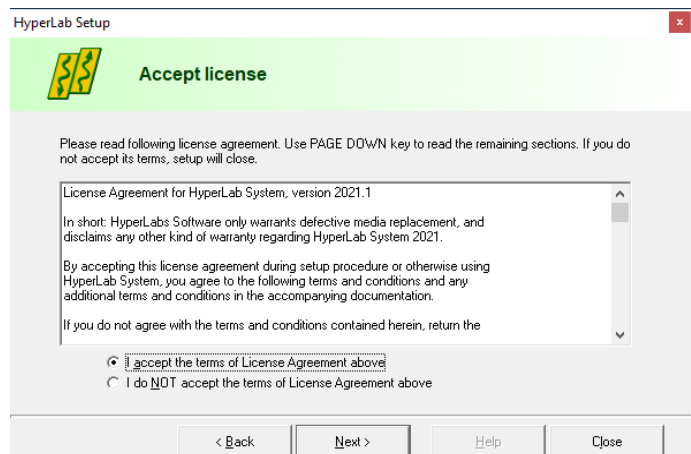 HyperLab Setup
x
Accept license
Please read following license agreement. Use PAGE DOWN key to read the remaining sections. If you do
not accept its terms, setup will close.
License Agreement for HyperLab System, version 2021.1
In short: HyperLabs Software only warrants defective media replacement, and
disclaims any other kind of warranty regarding HyperLab System 2021.
By accepting this license agreement during setup procedure or otherwise using
HyperLab System, you agree to the following terms and conditions and any
additional terms and conditions in the accompanying documentation.
If you do not agree with the terms and conditions contained herein, return the
I accept the terms of License Agreement above
I do NOT accept the terms of License Agreement above
< Back
Next >
Help
Close